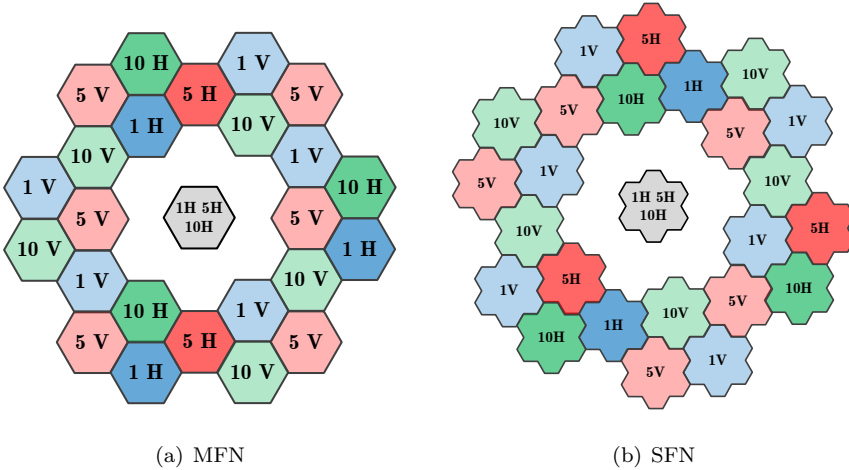 10 H 1 V
5 V 5 H 5 V
1 H 10 V
10 V 1 V
1 V 10 H
1H 5H
10H
5 V 5 V
10 V 1 H
1 V 10 V
10 H 1 V
5 V 5 H 5 V
1 H 10 V
(a) MFN
5H
1V
10V
1H
10H
5V
1V
10V
5V
1V
10V
5V
1H 5H
10H
5H
10V
1V
5H
10H
1V
5V
10V
1H
10H
1V
5V
(b) SFN